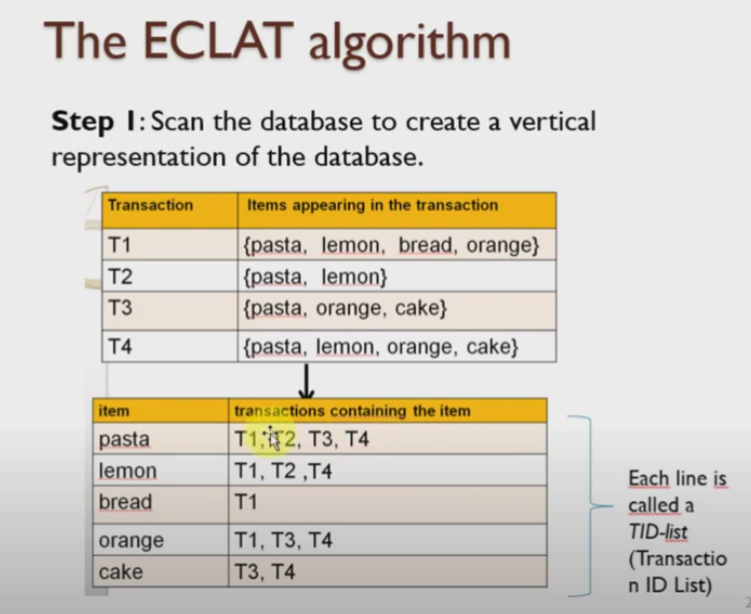 The ECLAT algorithm
Step 1: Scan the database to create a vertical
representation of the database.
Transaction Items appearing in the transaction
T1 {pasta, lemon, bread, orange}
T2 {pasta, lemon}
T3 {pasta, orange, cake}
T4 {pasta, lemon, orange, cake}
item transactions containing the item
pasta T1, T2, T3, T4
lemon T1, T2 ,T4
bread T1
orange T1, T3, T4
cake T3, T4
Each line is
called a
TID-list
(Transactio
n ID List)